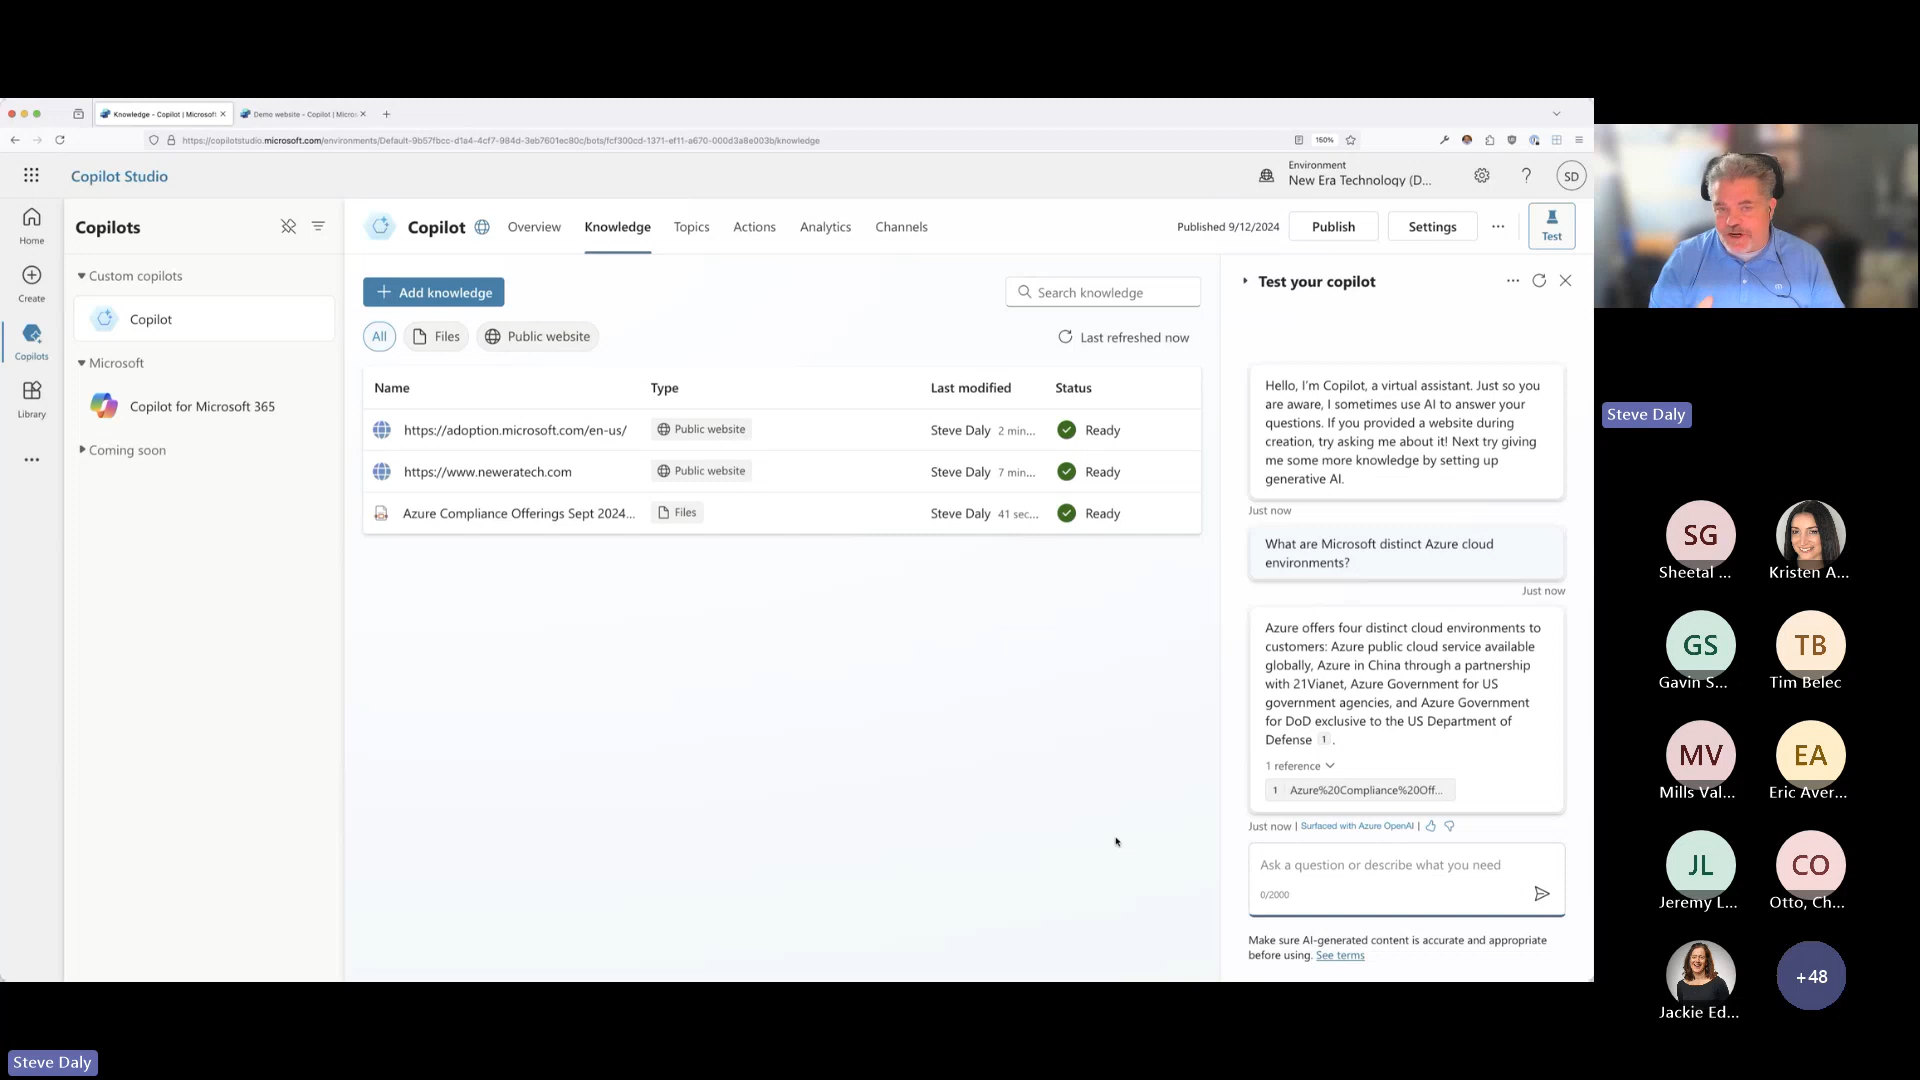 Knowledge - Copilot | Microsoft
Demo website - Copilot | Micro:
https://copilotstudio.microsoft.com/environments/Default-9b57fbcc-d1a4-4cf7-984d-3eb7601ec80c/bots/fcf300cd-1371-ef11-a670-000d3a8e003b/knowledge
150%
Copilot Studio
Environment
New Era Technology (D...
SD
Home
Create
Copilots
Library
Copilots
Custom copilots
Copilot
Microsoft
Copilot for Microsoft 365
Coming soon
Copilot
Overview
Knowledge
Topics
Actions
Analytics
Channels
Published 9/12/2024
Publish
Settings
Test
Add knowledge
Search knowledge
All
Files
Public website
Last refreshed now
Name Type Last modified Status
https://adoption.microsoft.com/en-us/ Public website Steve Daly 2 min... Ready
https://www.neweratech.com Public website Steve Daly 7 min... Ready
Azure Compliance Offerings Sept 2024... Files Steve Daly 41 sec... Ready
Test your copilot
Hello, I'm Copilot, a virtual assistant. Just so you
are aware, I sometimes use AI to answer your
questions. If you provided a website during
creation, try asking me about it! Next try giving
me some more knowledge by setting up
generative AI.
Just now
What are Microsoft distinct Azure cloud
environments?
Just now
Azure offers four distinct cloud environments to
customers: Azure public cloud service available
globally, Azure in China through a partnership
with 21Vianet, Azure Government for US
government agencies, and Azure Government
for DoD exclusive to the US Department of
Defense 1 .
1 reference
1 Azure%20Compliance%20Off...
Just now | Surfaced with Azure OpenAI |
Ask a question or describe what you need
0/2000
Make sure AI-generated content is accurate and appropriate
before using. See terms
Steve Daly
SG
Sheetal ...
Kristen A...
GS
Gavin S...
TB
Tim Belec
MV
Mills Val...
EA
Eric Aver...
JL
Jeremy L...
CO
Otto, Ch...
Jackie Ed...
+48
Steve Daly